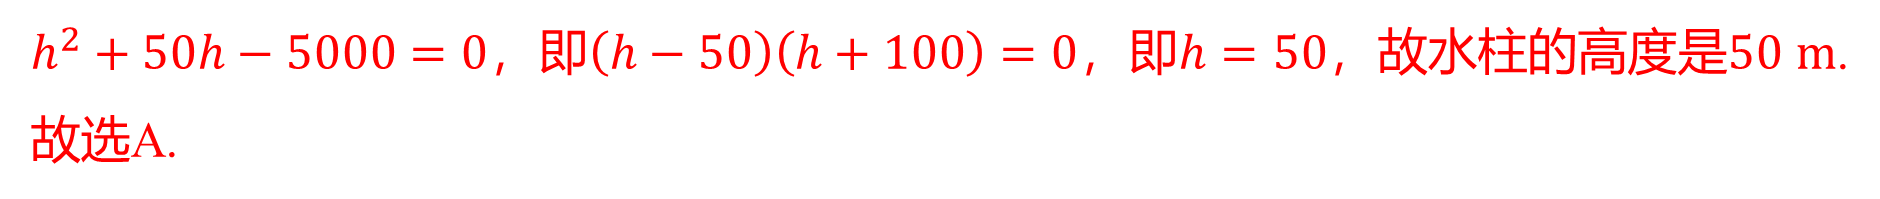 h² + 50h − 5000 = 0，即(h − 50)(h + 100) = 0，即h = 50，故水柱的高度是50 m.
故选A.